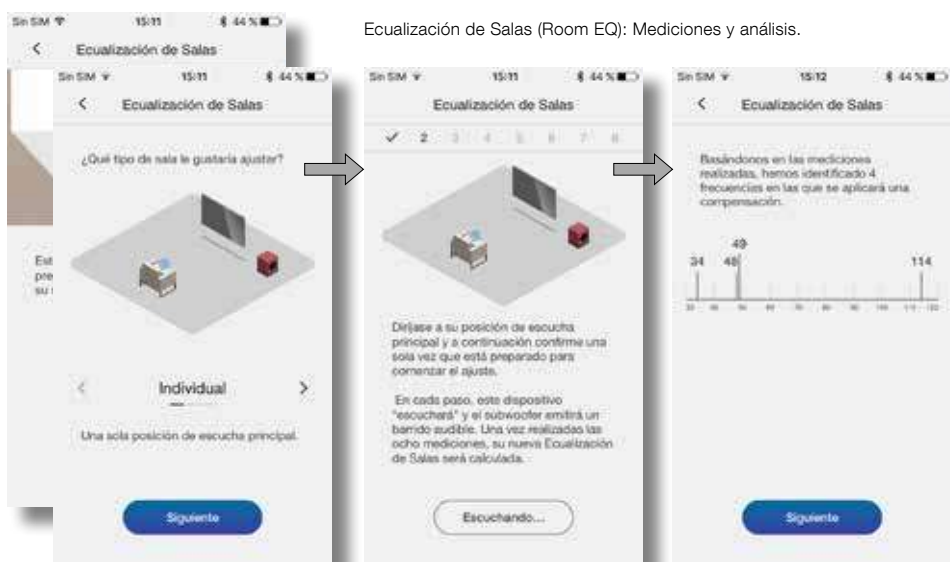 Ecualización de Salas (Room EQ): Mediciones y análisis.
Sin SIM 15:11 44 %
Ecualización de Salas
pre
su
Sin SIM 15:11 44 %
Ecualización de Salas
¿Qué tipo de sala le gustaría ajustar?
Individual
Una sola posición de escucha principal.
Siguiente
Sin SIM 15:11 44 %
Ecualización de Salas
2 3 4 5 6 7 8
Diríjase a su posición de escucha
principal y a continuación confirme una
sola vez que está preparado para
comenzar el ajuste.
En cada paso, este dispositivo
"escuchará" y el subwoofer emitirá un
barrido audible. Una vez realizadas las
ocho mediciones, su nueva Ecualización
de Salas será calculada.
Escuchando...
Sin SIM 15:12 44 %
Ecualización de Salas
Basándonos en las mediciones
realizadas, hemos identificado 4
frecuencias en las que se aplicará una
compensación.
49
34 48 114
Siguiente